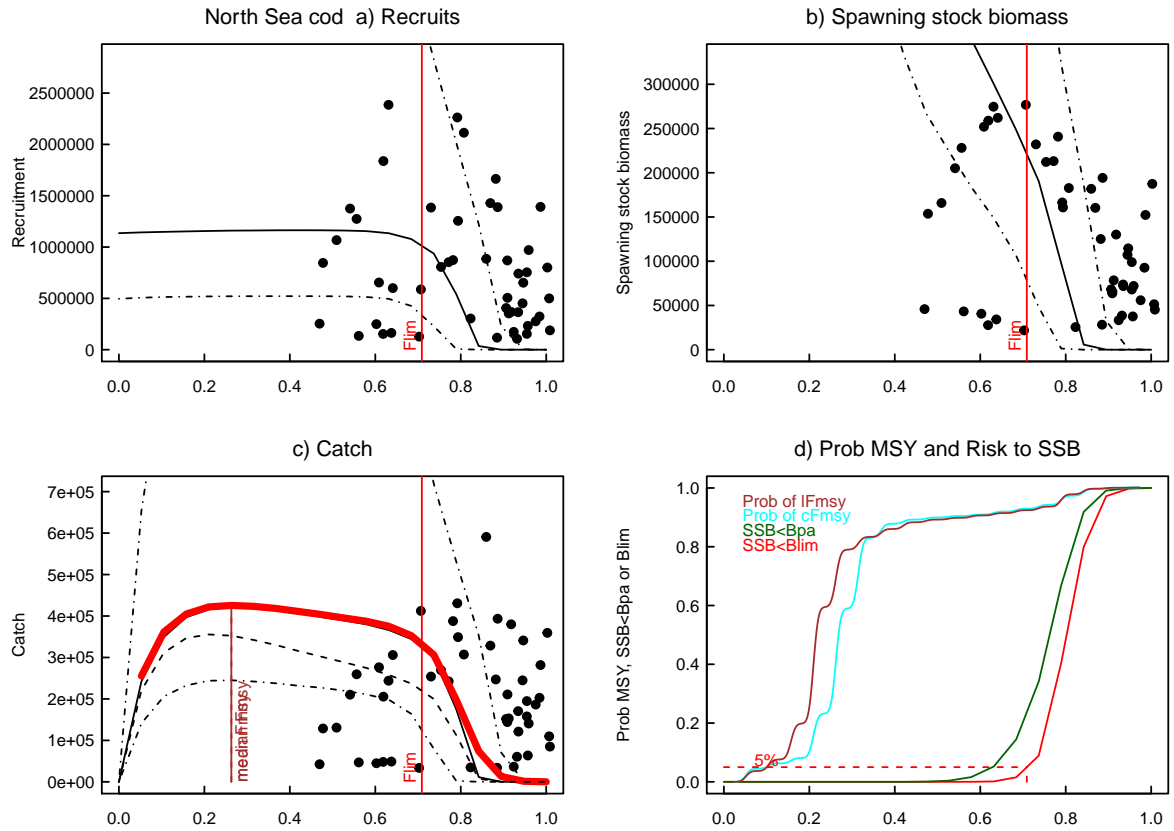 North Sea cod a) Recruits
Recruitment
2500000
2000000
1500000
1000000
500000
0
Flim
0.0 0.2 0.4 0.6 0.8 1.0
b) Spawning stock biomass
Spawning stock biomass
300000
250000
200000
150000
100000
50000
0
Flim
0.0 0.2 0.4 0.6 0.8 1.0
c) Catch
Catch
7e+05
6e+05
5e+05
4e+05
3e+05
2e+05
1e+05
0e+00
Flim
0.0 0.2 0.4 0.6 0.8 1.0
d) Prob MSY and Risk to SSB
Prob MSY, SSB<Bpa or Blim
1.0
0.8
0.6
0.4
0.2
0.0
Prob of lFmsy
Prob of cFmsy
SSB<Bpa
SSB<Blim
5%
0.0 0.2 0.4 0.6 0.8 1.0